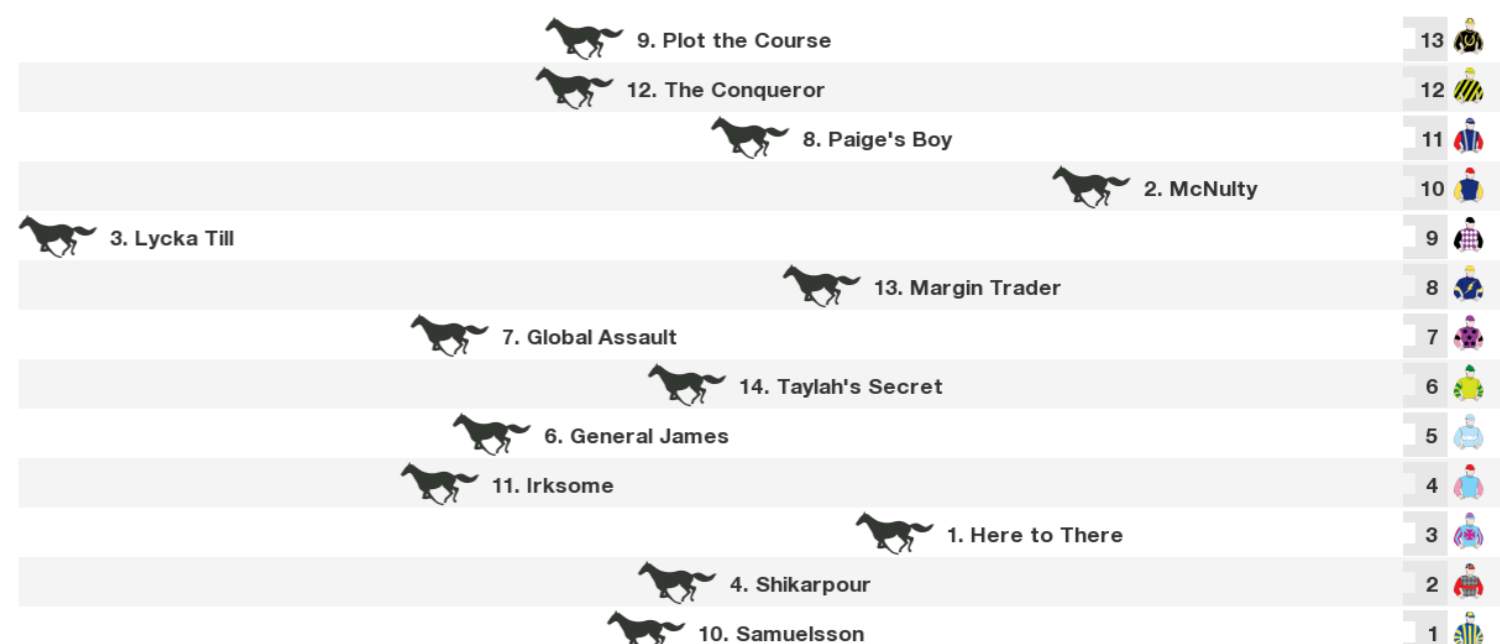 9. Plot the Course 13
12. The Conqueror 12
8. Paige's Boy 11
2. McNulty 10
3. Lycka Till 9
13. Margin Trader 8
7. Global Assault 7
14. Taylah's Secret 6
6. General James 5
11. Irksome 4
1. Here to There 3
4. Shikarpour 2
10. Samuelsson 1